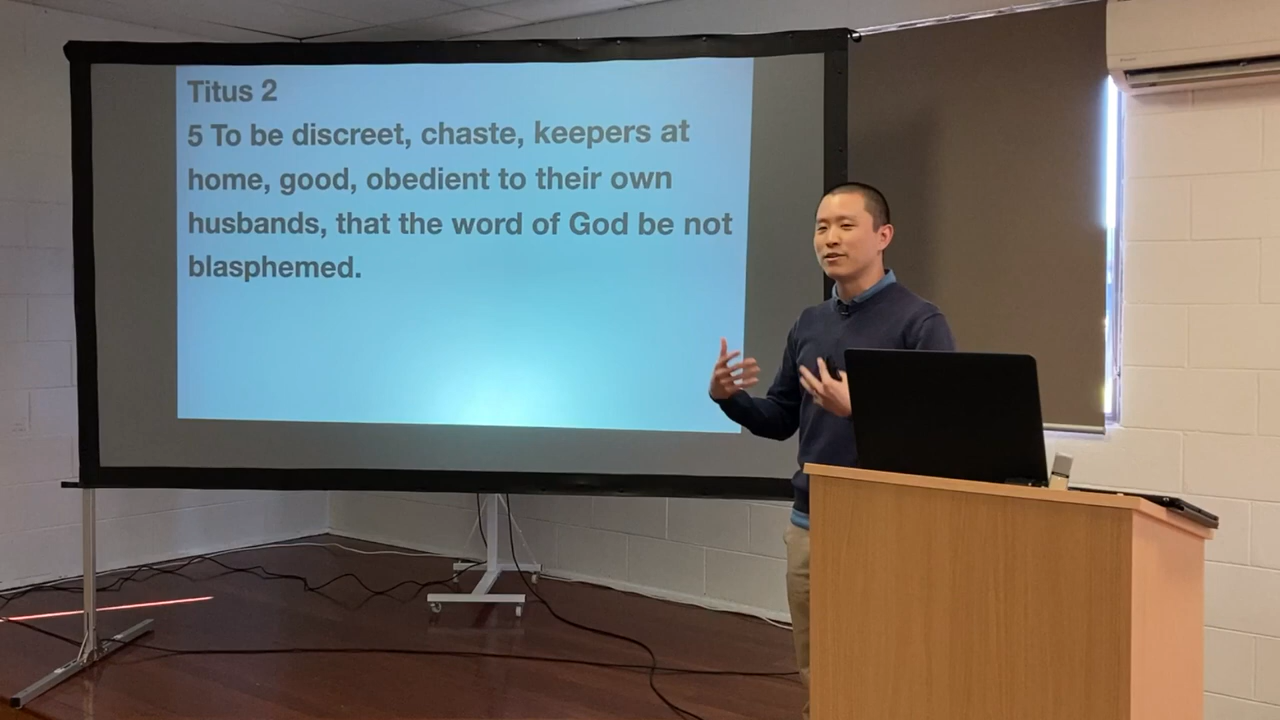 Titus 2
5 To be discreet, chaste, keepers at
home, good, obedient to their own
husbands, that the word of God be not
blasphemed.